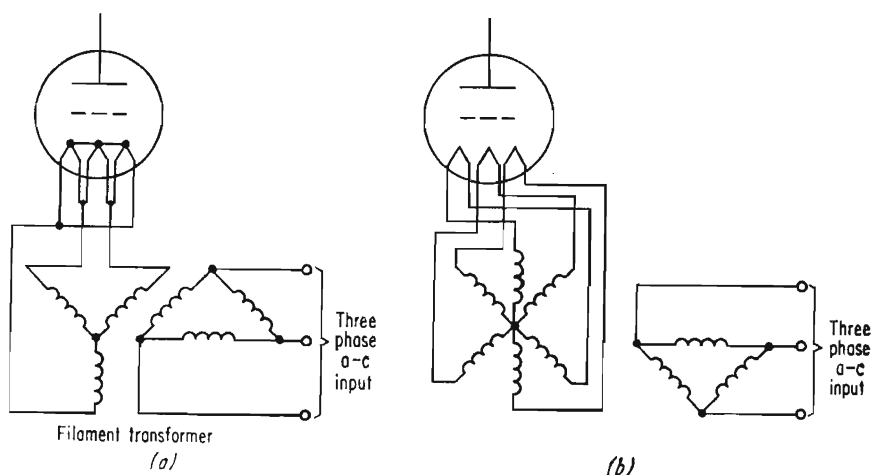 Three
phase
a-c
input
Filament transformer
(a)
Three
phase
a-c
input
(b)